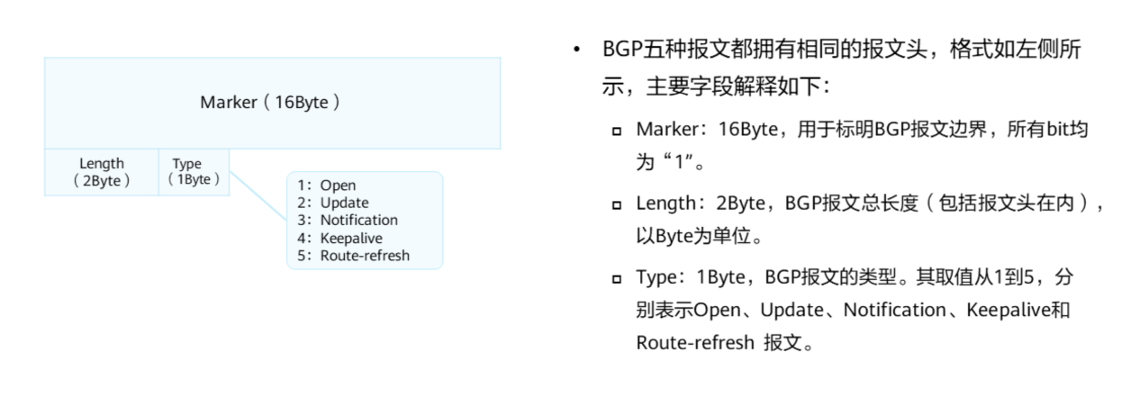 Marker（16Byte）
Length
（2Byte）
Type
（1Byte）
1：Open
2：Update
3：Notification
4：Keepalive
5：Route-refresh
• BGP五种报文都拥有相同的报文头，格式如左侧所
示，主要字段解释如下：
▫ Marker：16Byte，用于标明BGP报文边界，所有bit均
为“1”。
▫ Length：2Byte，BGP报文总长度（包括报文头在内），
以Byte为单位。
▫ Type：1Byte，BGP报文的类型。其取值从1到5，分
别表示Open、Update、Notification、Keepalive和
Route-refresh 报文。